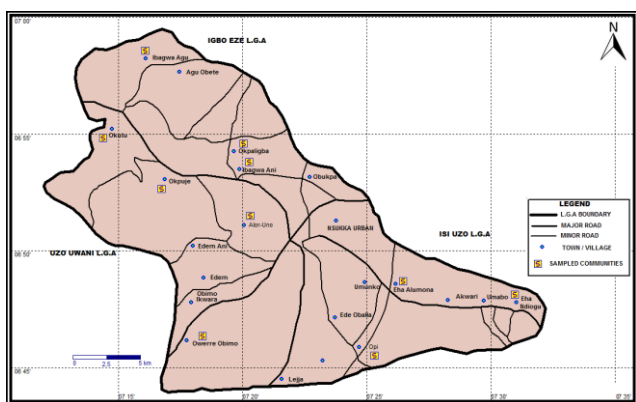 07 00
IGBO EZE L.G.A
N
S
Ibagwa Agu
Agu Obete
06 55
S
Okutu
S
Okpaligba
S
Ibagwa Ani
Obukpa
Okpuje
S
S
Alor-Uno
NSUKKA URBAN
ISI UZO L.G.A
LEGEND
L.G.A BOUNDARY
MAJOR ROAD
MINOR ROAD
TOWN / VILLAGE
S SAMPLED COMMUNITIES
06 50
UZO UWANI L.G.A
Edem Ani
Edem
Obimo
Ikwara
Umanko
S
Eha Alumona
Akwari
Umabo
S
Eha
Ndiogu
Ede Oballa
S
Owerre Obimo
Opi
S
0 2.5 5 km
06 45
Lejja
07 15
07 20
07 25
07 30
07 35